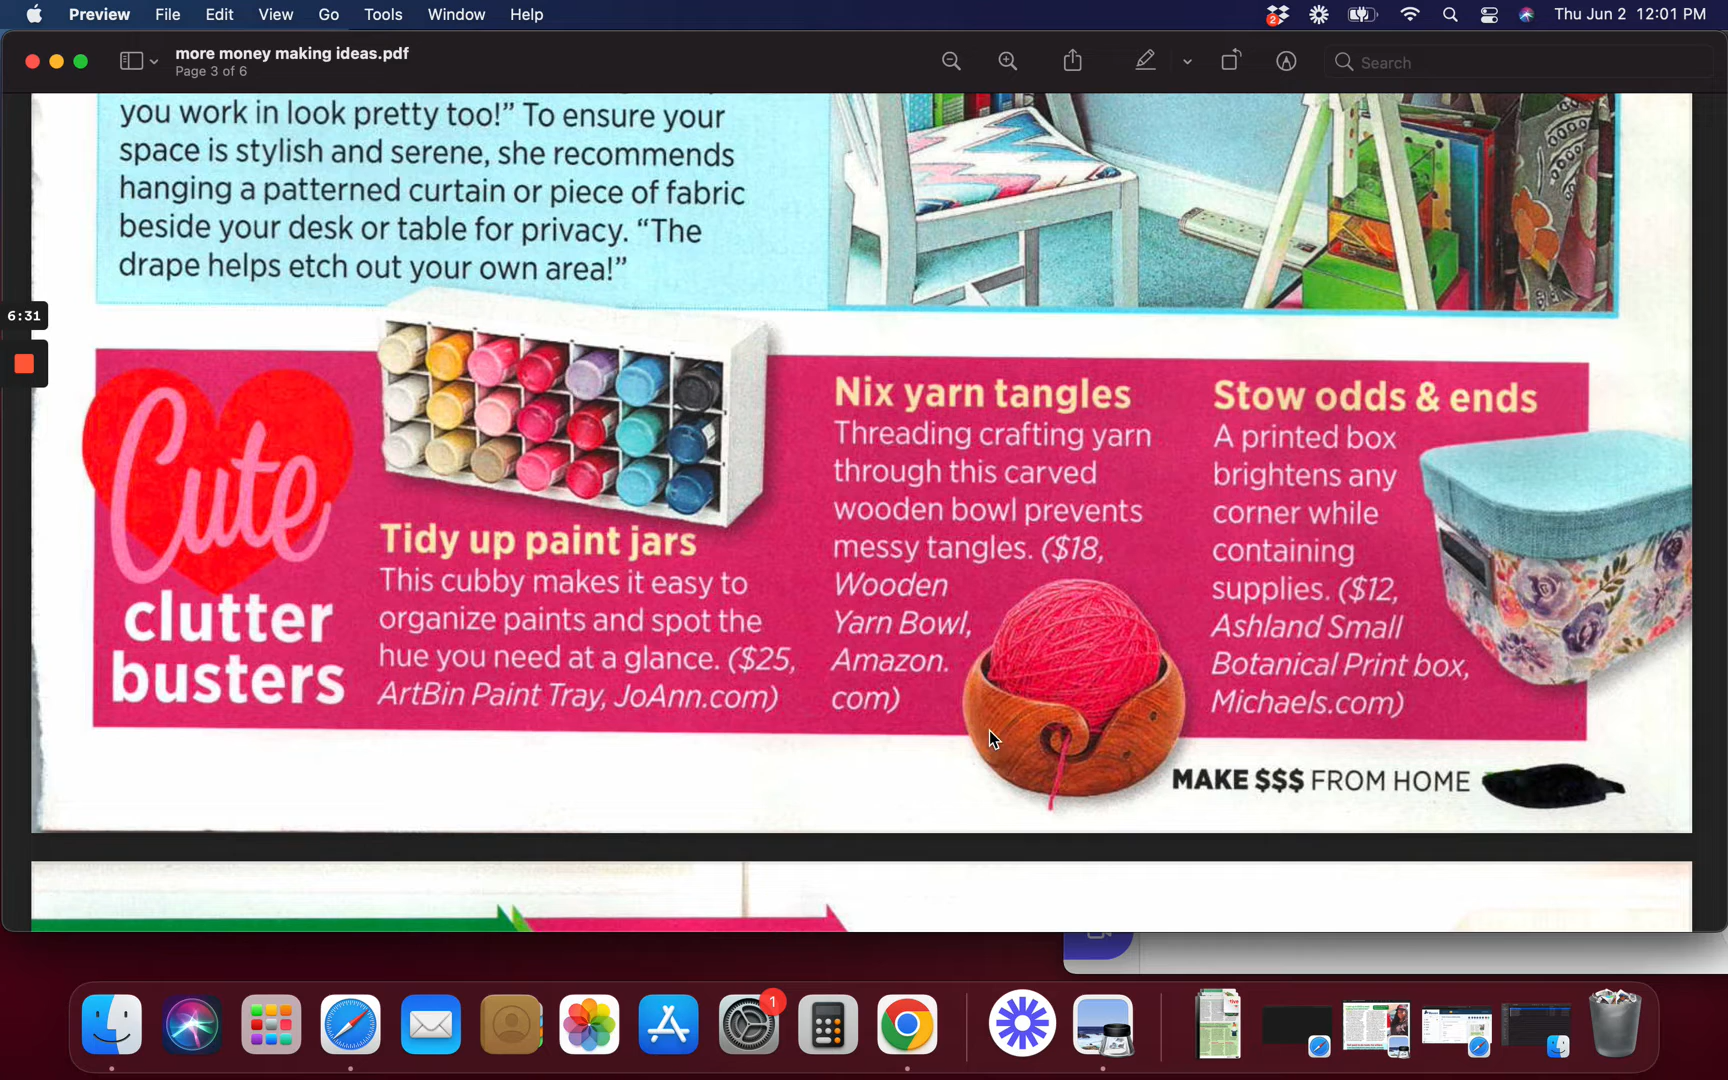 Preview File Edit View Go Tools Window Help
2
Thu Jun 2 12:01 PM
more money making ideas.pdf
Page 3 of 6
Search
you work in look pretty too!” To ensure your
space is stylish and serene, she recommends
hanging a patterned curtain or piece of fabric
beside your desk or table for privacy. “The
drape helps etch out your own area!”
6:31
Cute
clutter
busters
Tidy up paint jars
This cubby makes it easy to
organize paints and spot the
hue you need at a glance. ($25,
ArtBin Paint Tray, JoAnn.com)
Nix yarn tangles
Threading crafting yarn
through this carved
wooden bowl prevents
messy tangles. ($18,
Wooden
Yarn Bowl,
Amazon.
com)
Stow odds & ends
A printed box
brightens any
corner while
containing
supplies. ($12,
Ashland Small
Botanical Print box,
Michaels.com)
MAKE $$$ FROM HOME
1